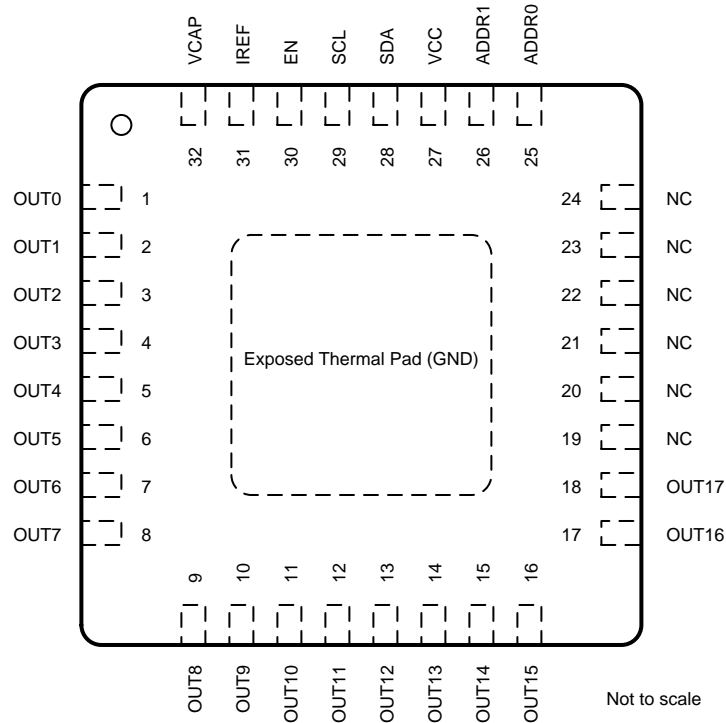 VCAP
IREF
EN
SCL
SDA
VCC
ADDR1
ADDR0
32
31
30
29
28
27
26
25
OUT0 1
OUT1 2
OUT2 3
OUT3 4
OUT4 5
OUT5 6
OUT6 7
OUT7 8
Exposed Thermal Pad (GND)
24 NC
23 NC
22 NC
21 NC
20 NC
19 NC
18 OUT17
17 OUT16
9
10
11
12
13
14
15
16
OUT8
OUT9
OUT10
OUT11
OUT12
OUT13
OUT14
OUT15
Not to scale